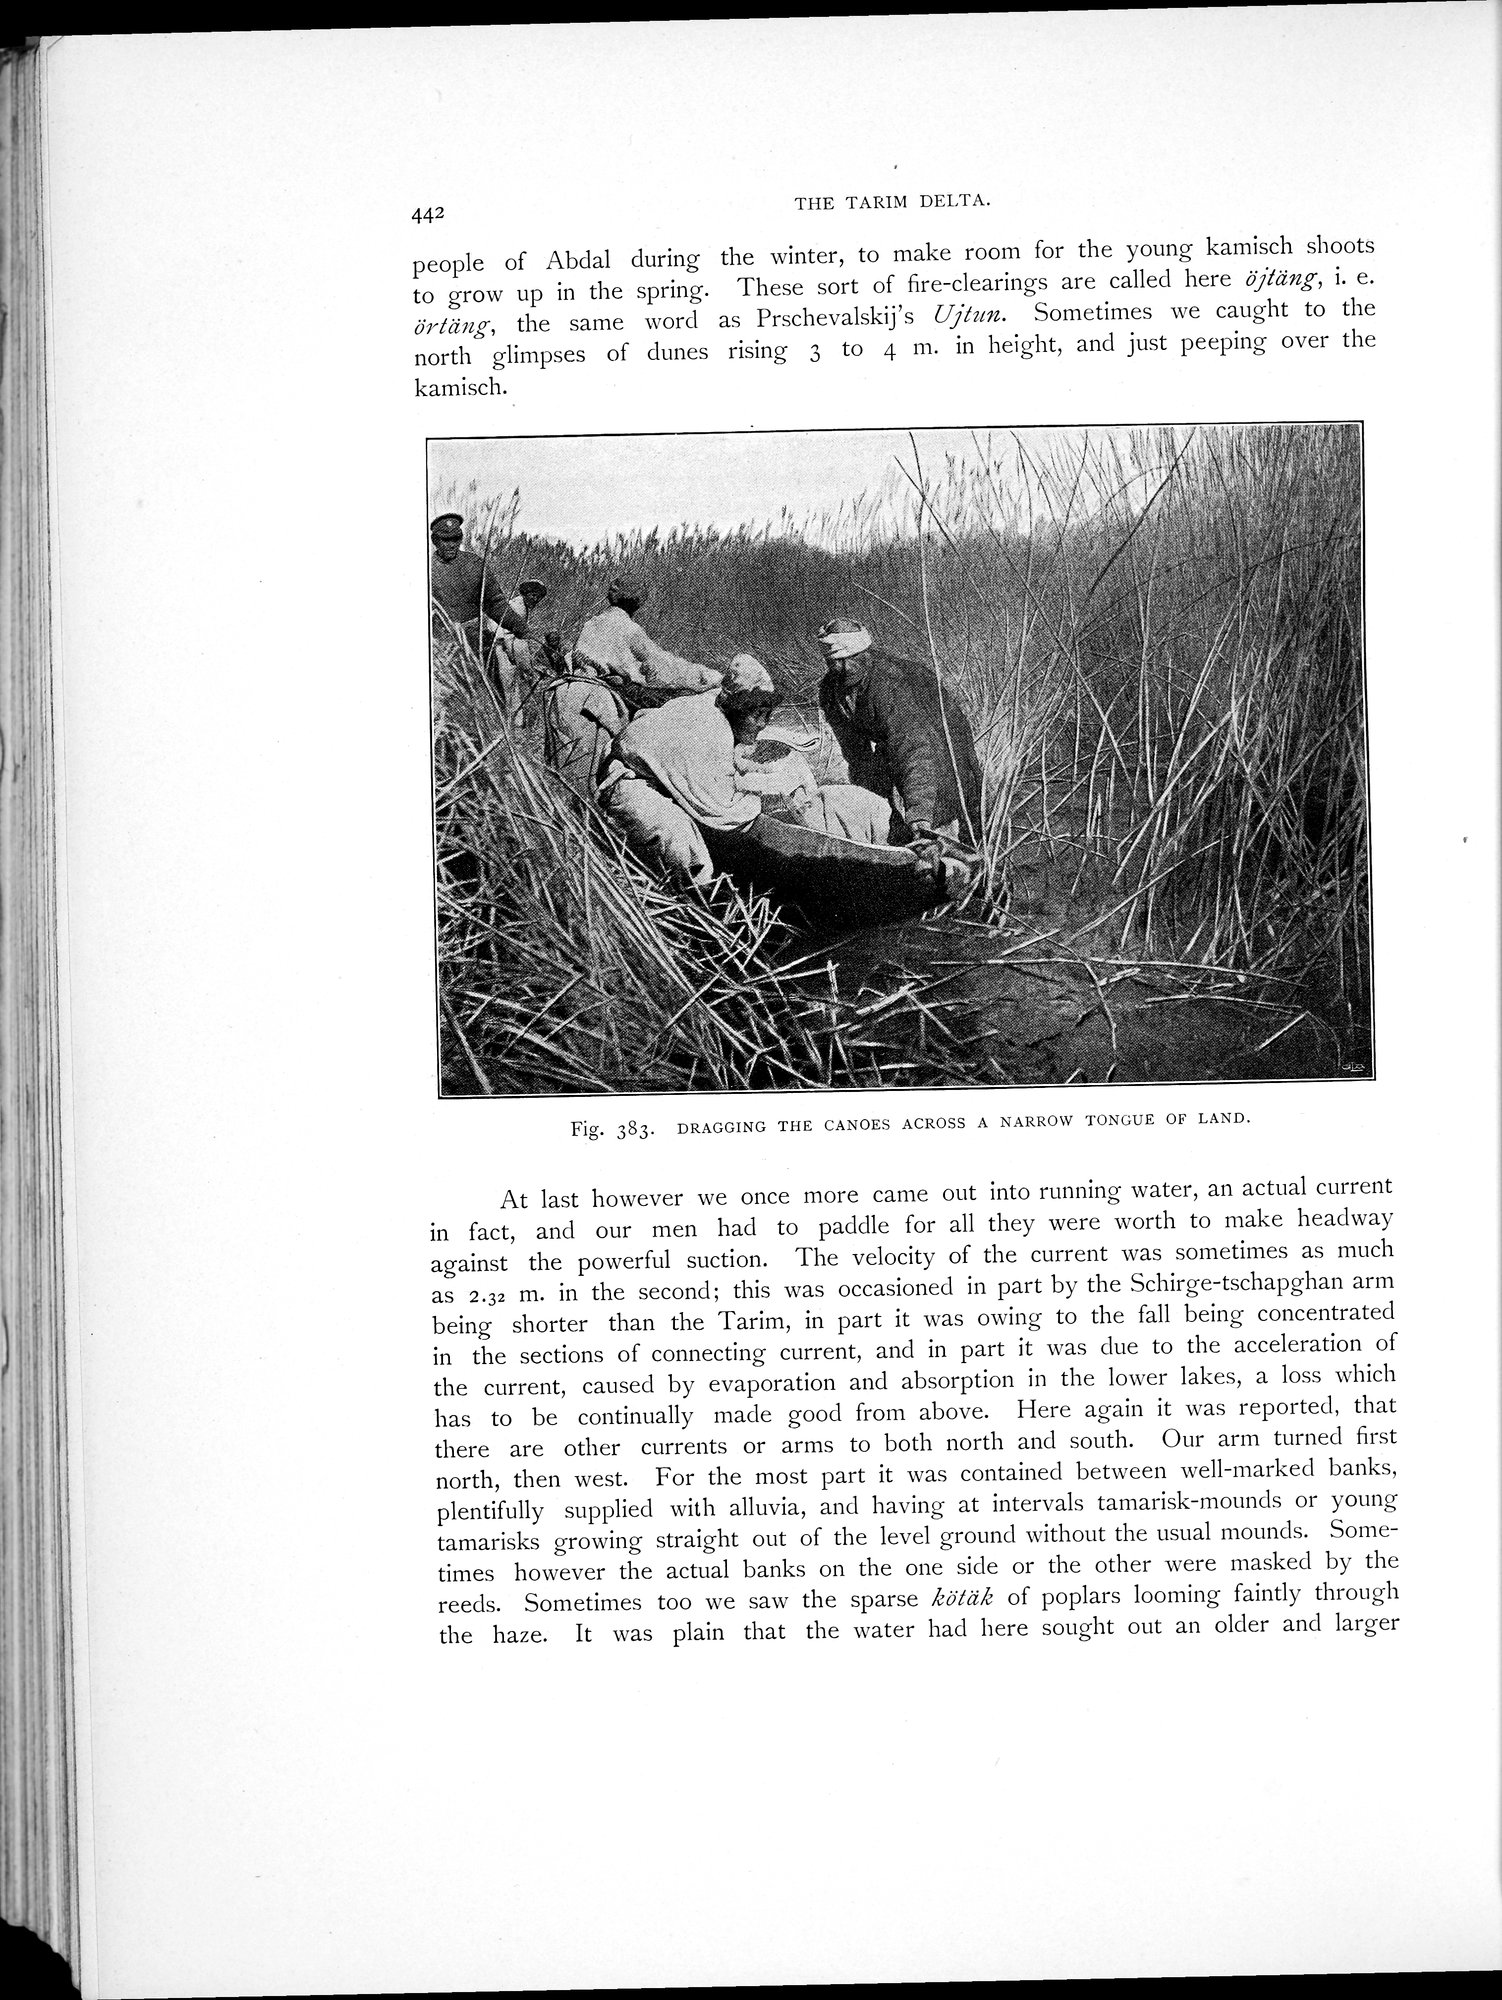 442
THE TARIM DELTA.
people of Abdal during the winter, to make room for the young kamisch shoots
to grow up in the spring. These sort of fire-clearings are called here öjtäng, i. e.
örtäng, the same word as Prschevalskij's Ujtun. Sometimes we caught to the
north glimpses of dunes rising 3 to 4 m. in height, and just peeping over the
kamisch.
Fig. 383. DRAGGING THE CANOES ACROSS A NARROW TONGUE OF LAND.
At last however we once more came out into running water, an actual current
in fact, and our men had to paddle for all they were worth to make headway
against the powerful suction. The velocity of the current was sometimes as much
as 2.32 m. in the second; this was occasioned in part by the Schirge-tschapghan arm
being shorter than the Tarim, in part it was owing to the fall being concentrated
in the sections of connecting current, and in part it was due to the acceleration of
the current, caused by evaporation and absorption in the lower lakes, a loss which
has to be continually made good from above. Here again it was reported, that
there are other currents or arms to both north and south. Our arm turned first
north, then west. For the most part it was contained between well-marked banks,
plentifully supplied with alluvia, and having at intervals tamarisk-mounds or young
tamarisks growing straight out of the level ground without the usual mounds. Some-
times however the actual banks on the one side or the other were masked by the
reeds. Sometimes too we saw the sparse kötäk of poplars looming faintly through
the haze. It was plain that the water had here sought out an older and larger